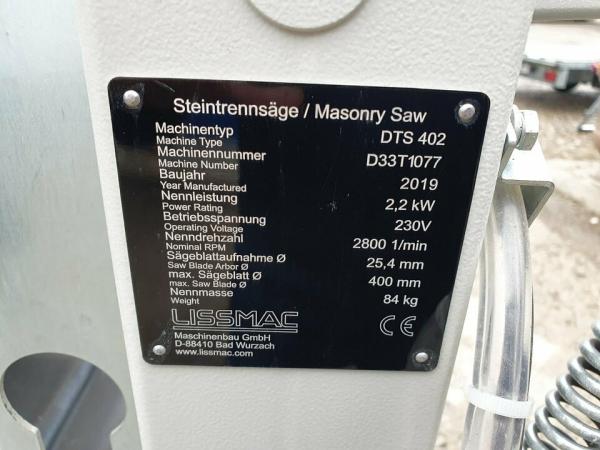 Steintrennsäge / Masonry Saw
Machinentyp
Machine Type
DTS 402
Machinennummer
Machine Number
D33T1077
Baujahr
Year Manufactured
2019
Nennleistung
Power Rating
2,2 kW
Betriebsspannung
Operating Voltage
230V
Nenndrehzahl
Nominal RPM
2800 1/min
Sägeblattaufnahme Ø
Saw Blade Arbor Ø
25,4 mm
max. Sägeblatt Ø
max. Saw Blade Ø
400 mm
Nennmasse
Weight
84 kg
LISSMAC
CE
Maschinenbau GmbH
D-88410 Bad Wurzach
www.lissmac.com